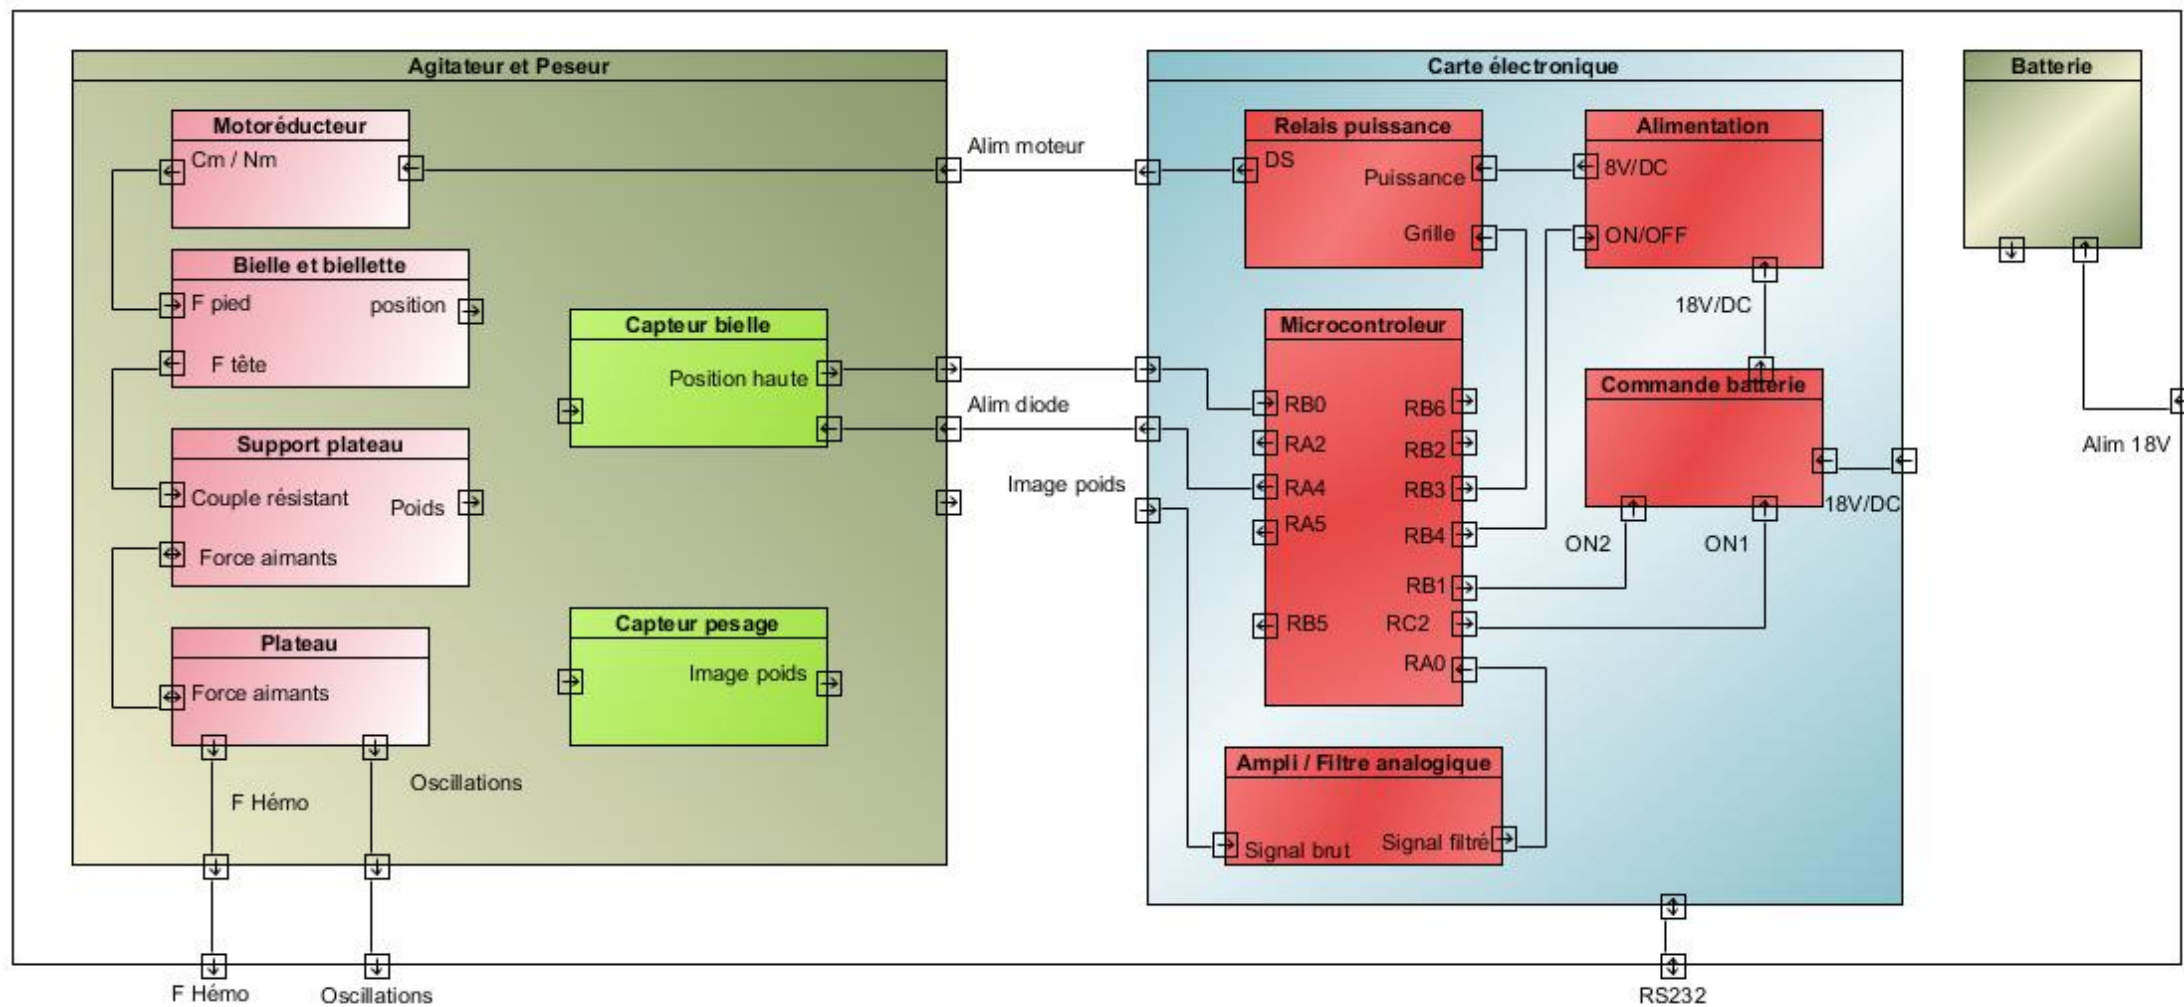 Agitateur et Peseur
Motoréducteur
Cm / Nm
Bielle et biellette
F pied
position
F tête
Support plateau
Couple résistant
Poids
Force aimants
Plateau
Force aimants
F Hémo
Oscillations
F Hémo
Oscillations
Capteur bielle
Position haute
Capteur pesage
Image poids
Alim moteur
Alim diode
Image poids
Carte électronique
Relais puissance
DS
Puissance
Grille
Alimentation
8V/DC
ON/OFF
18V/DC
Microcontroleur
RB0
RB6
RA2
RB2
RA4
RB3
RA5
RB4
RB1
RB5
RC2
RA0
Commande batterie
18V/DC
ON2
ON1
Ampli / Filtre analogique
Signal brut
Signal filtré
RS232
Batterie
Alim 18V